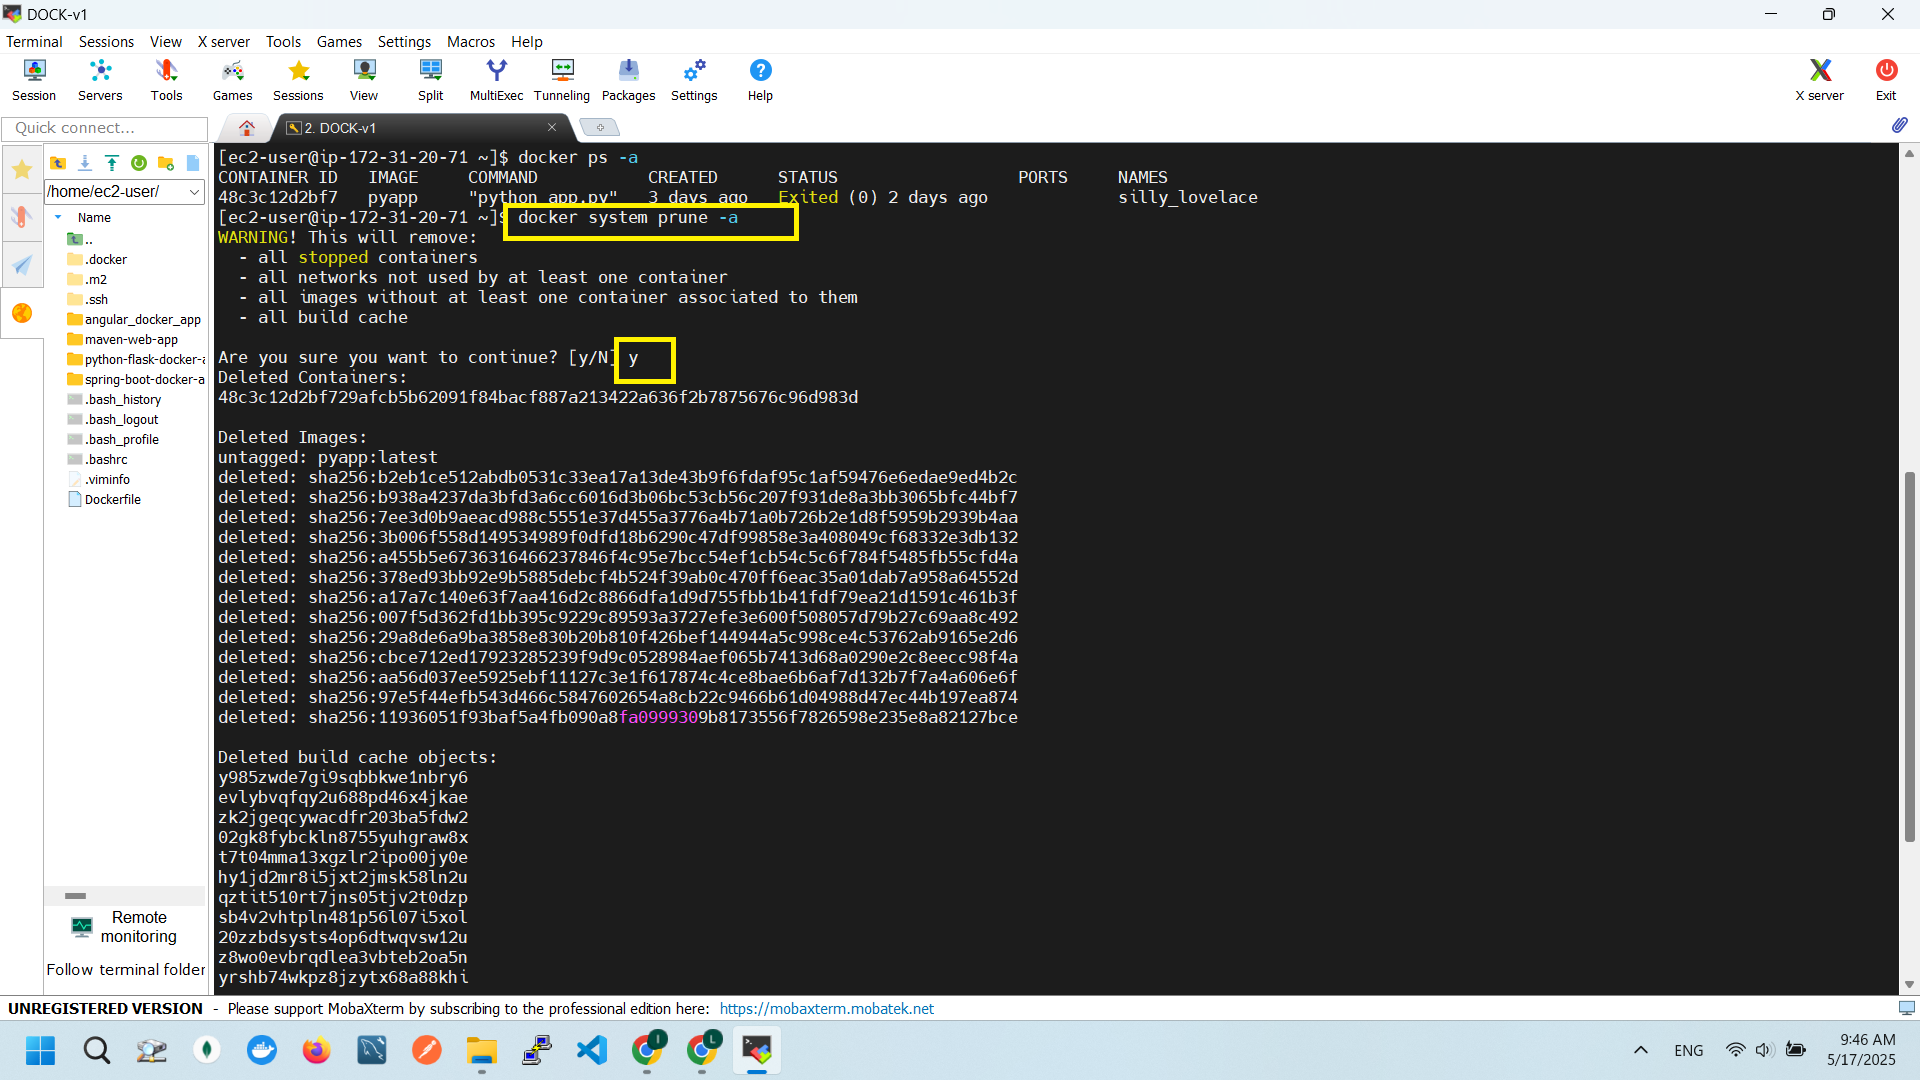 DOCK-v1
Terminal Sessions View X server Tools Games Settings Macros Help
Session Servers Tools Games Sessions View Split MultiExec Tunneling Packages Settings Help X server Exit
Quick connect...
2. DOCK-v1
/home/ec2-user/
Name
..
.docker
.m2
.ssh
angular_docker_app
maven-web-app
python-flask-docker-a
spring-boot-docker-a
.bash_history
.bash_logout
.bash_profile
.bashrc
.viminfo
Dockerfile
Remote
monitoring
Follow terminal folder
[ec2-user@ip-172-31-20-71 ~]$ docker ps -a
CONTAINER ID IMAGE COMMAND CREATED STATUS PORTS NAMES
48c3c12d2bf7 pyapp "python app.py" 3 days ago Exited (0) 2 days ago silly_lovelace
[ec2-user@ip-172-31-20-71 ~]$ docker system prune -a
WARNING! This will remove:
- all stopped containers
- all networks not used by at least one container
- all images without at least one container associated to them
- all build cache
Are you sure you want to continue? [y/N] y
Deleted Containers:
48c3c12d2bf729afcb5b62091f84bacf887a213422a636f2b7875676c96d983d
Deleted Images:
untagged: pyapp:latest
deleted: sha256:b2eb1ce512abdb0531c33ea17a13de43b9f6fdaf95c1af59476e6edae9ed4b2c
deleted: sha256:b938a4237da3bfd3a6cc6016d3b06bc53cb56c207f931de8a3bb3065bfc44bf7
deleted: sha256:7ee3d0b9aeacd988c5551e37d455a3776a4b71a0b726b2e1d8f5959b2939b4aa
deleted: sha256:3b006f558d149534989f0dfd18b6290c47df99858e3a408049cf68332e3db132
deleted: sha256:a455b5e6736316466237846f4c95e7bcc54ef1cb54c5c6f784f5485fb55cfd4a
deleted: sha256:378ed93bb92e9b5885debcf4b524f39ab0c470ff6eac35a01dab7a958a64552d
deleted: sha256:a17a7c140e63f7aa416d2c8866dfa1d9d755fbb1b41fdf79ea21d1591c461b3f
deleted: sha256:007f5d362fd1bb395c9229c89593a3727efe3e600f508057d79b27c69aa8c492
deleted: sha256:29a8de6a9ba3858e830b20b810f426bef144944a5c998ce4c53762ab9165e2d6
deleted: sha256:cbce712ed17923285239f9d9c0528984aef065b7413d68a0290e2c8eecc98f4a
deleted: sha256:aa56d037ee5925ebf11127c3e1f617874c4ce8bae6b6af7d132b7f7a4a606e6f
deleted: sha256:97e5f44efb543d466c5847602654a8cb22c9466b61d04988d47ec44b197ea874
deleted: sha256:11936051f93baf5a4fb090a8fa09993​09b8173556f7826598e235e8a82127bce
Deleted build cache objects:
y985zwde7gi9sqbbkwe1nbry6
evlybvqfqy2u688pd46x4jkae
zk2jgeqcywacdfr203ba5fdw2
02gk8fybckln8755yuhgraw8x
t7t04mma13xgzlr2ipo00jy0e
hy1jd2mr8i5jxt2jmsk58ln2u
qztit510rt7jns05tjv2t0dzp
sb4v2vhtpln481p56l07i5xol
20zzbdsysts4op6dtwqvsw12u
z8wo0evbrqdlea3vbteb2oa5n
yrshb74wkpz8jzytx68a88khi
UNREGISTERED VERSION - Please support MobaXterm by subscribing to the professional edition here: https://mobaxterm.mobatek.net
I
L
ENG
9:46 AM
5/17/2025